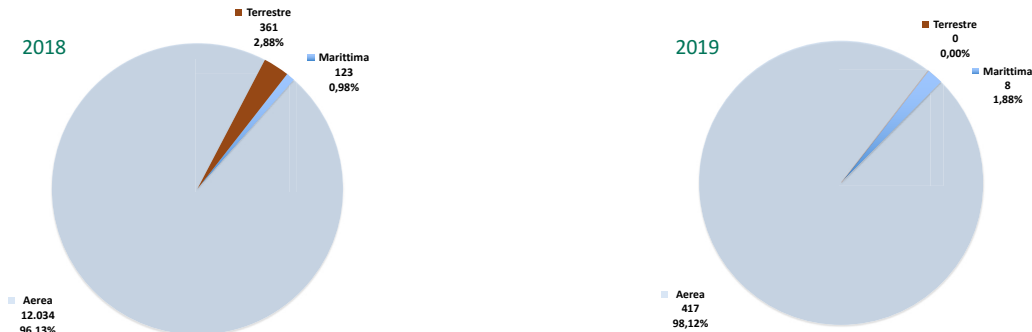 2018
Terrestre
361
2,88%
Marittima
123
0,98%
Aerea
12.034
96,13%
2019
Terrestre
0
0,00%
Marittima
8
1,88%
Aerea
417
98,12%